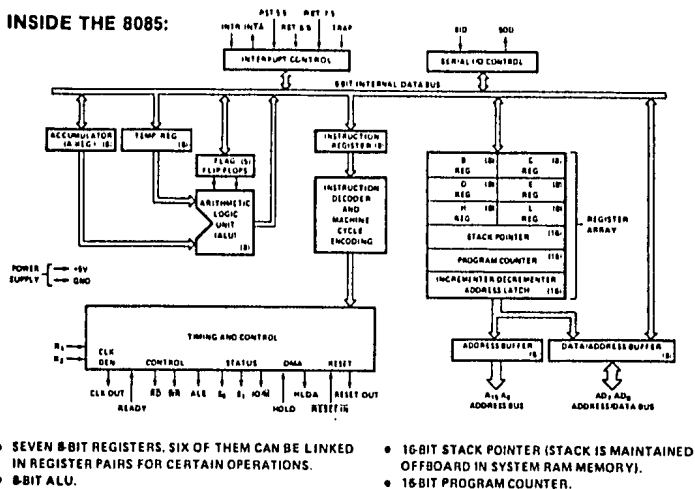 INSIDE THE 8085:
RST 5.5 RST 7.5
INTR INTA RST 6.5 TRAP
SID SOD
INTERRUPT CONTROL
SERIAL I/O CONTROL
8-BIT INTERNAL DATA BUS
ACCUMULATOR
(A REG) (8)
TEMP REG
(8)
FLAG (5)
FLIP FLOPS
ARITHMETIC
LOGIC
UNIT
(ALU)
(8)
INSTRUCTION
REGISTER (8)
INSTRUCTION
DECODER
AND
MACHINE
CYCLE
ENCODING
B (8) C (8)
REG REG
D (8) E (8)
REG REG
H (8) L (8)
REG REG
STACK POINTER (16)
PROGRAM COUNTER (16)
INCREMENTER DECREMENTER
ADDRESS LATCH (16)
REGISTER
ARRAY
POWER
SUPPLY
+5V
GND
TIMING AND CONTROL
CLK
GEN
CONTROL STATUS DMA RESET
CLK OUT RD WR ALE S0 S1 IO/M HLDA RESET OUT
READY HOLD RESET IN
ADDRESS BUFFER
DATA/ADDRESS BUFFER
(8)
A15 A8
ADDRESS BUS
AD7 AD0
ADDRESS/DATA BUS
• SEVEN 8-BIT REGISTERS. SIX OF THEM CAN BE LINKED
IN REGISTER PAIRS FOR CERTAIN OPERATIONS.
• 8-BIT ALU.
• 16-BIT STACK POINTER (STACK IS MAINTAINED
OFFBOARD IN SYSTEM RAM MEMORY).
• 16-BIT PROGRAM COUNTER.